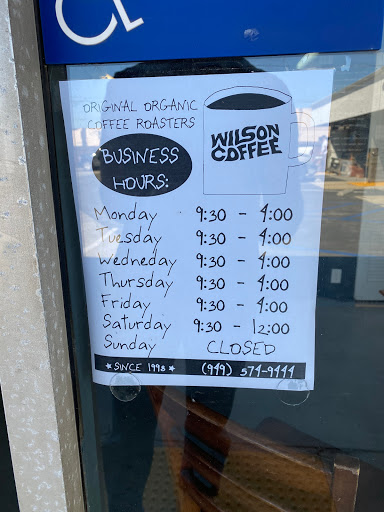 ORIGINAL ORGANIC
COFFEE ROASTERS
WILSON
COFFEE
BUSINESS
HOURS:
Monday 9:30 - 4:00
Tuesday 9:30 - 4:00
Wedneday 9:30 - 4:00
Thursday 9:30 - 4:00
Friday 9:30 - 4:00
Saturday 9:30 - 12:00
Sunday CLOSED
* SINCE 1998 * (949) 574-9444